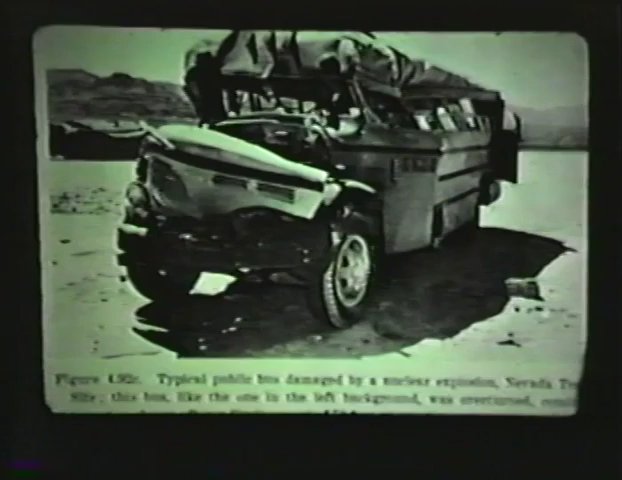 Figure 4.92c. Typical public bus damaged by a nuclear explosion, Nevada
Site; this bus, like the one in the left background, was overturned,